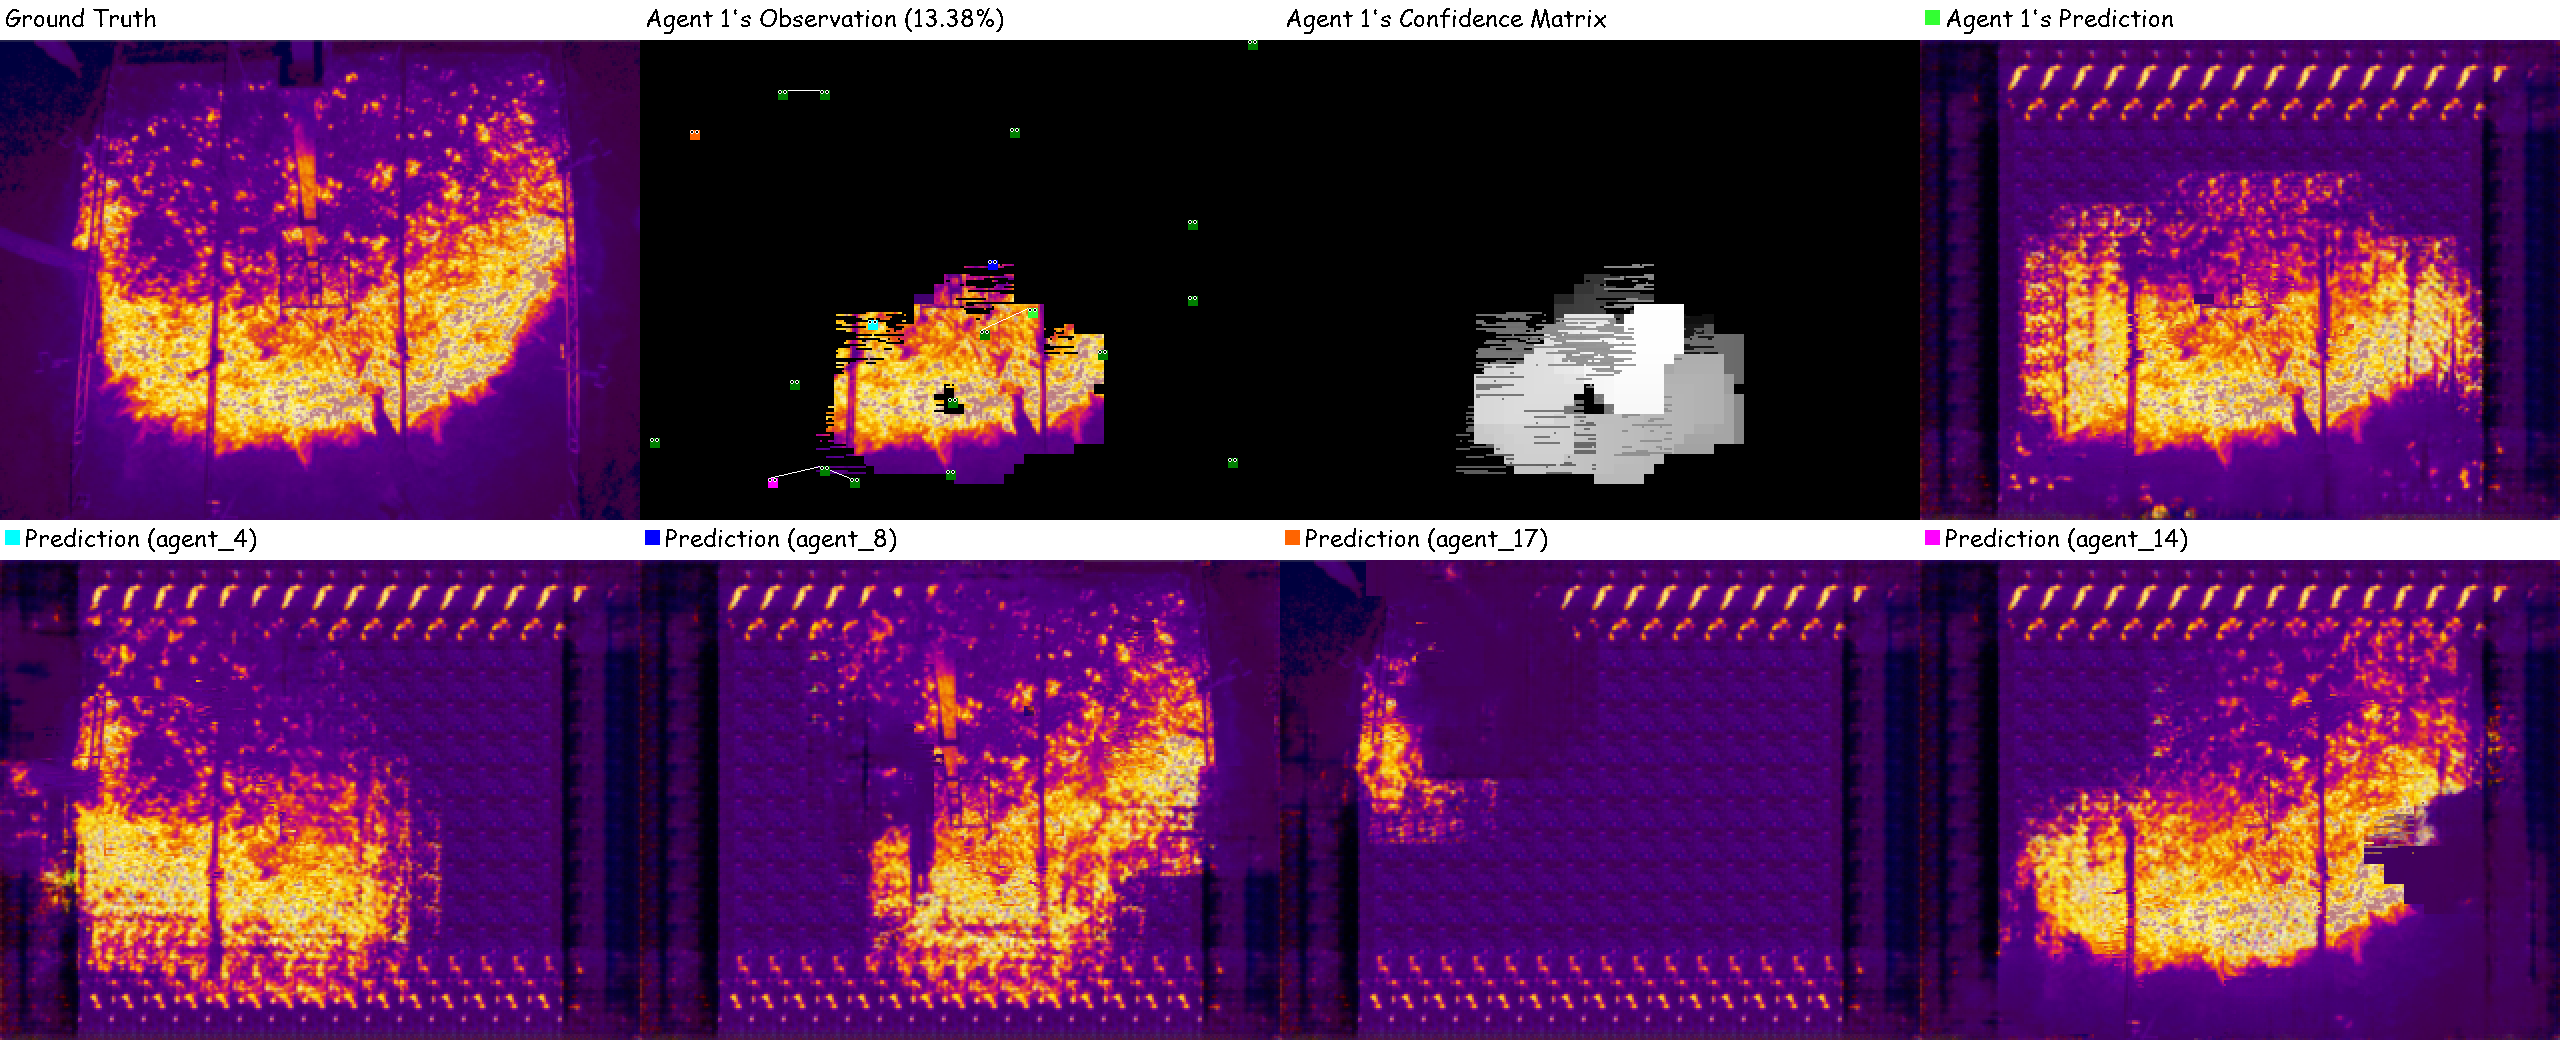 Ground Truth
Agent 1's Observation (13.38%)
Agent 1's Confidence Matrix
Agent 1's Prediction
Prediction (agent_4)
Prediction (agent_8)
Prediction (agent_17)
Prediction (agent_14)